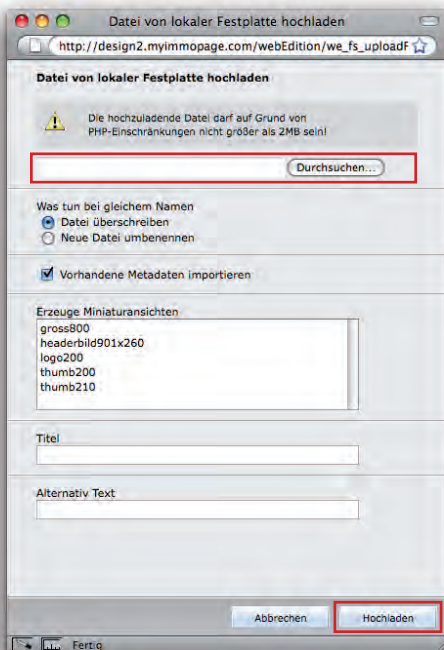 Datei von lokaler Festplatte hochladen
http://design2.myimmopage.com/webEdition/we_fs_uploadF
Datei von lokaler Festplatte hochladen
Die hochzuladende Datei darf auf Grund von
PHP-Einschränkungen nicht größer als 2MB sein!
Durchsuchen...
Was tun bei gleichem Namen
Datei überschreiben
Neue Datei umbenennen
Vorhandene Metadaten importieren
Erzeuge Miniaturansichten
gross800
headerbild901x260
logo200
thumb200
thumb210
Titel
Alternativ Text
Abbrechen
Hochladen
Fertig